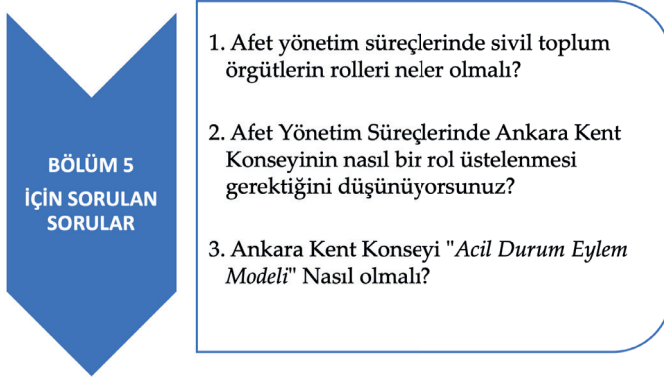 BÖLÜM 5
İÇİN SORULAN
SORULAR
1. Afet yönetim süreçlerinde sivil toplum
örgütlerin rolleri neler olmalı?
2. Afet Yönetim Süreçlerinde Ankara Kent
Konseyinin nasıl bir rol üstelenmesi
gerektiğini düşünüyorsunuz?
3. Ankara Kent Konseyi "Acil Durum Eylem
Modeli" Nasıl olmalı?